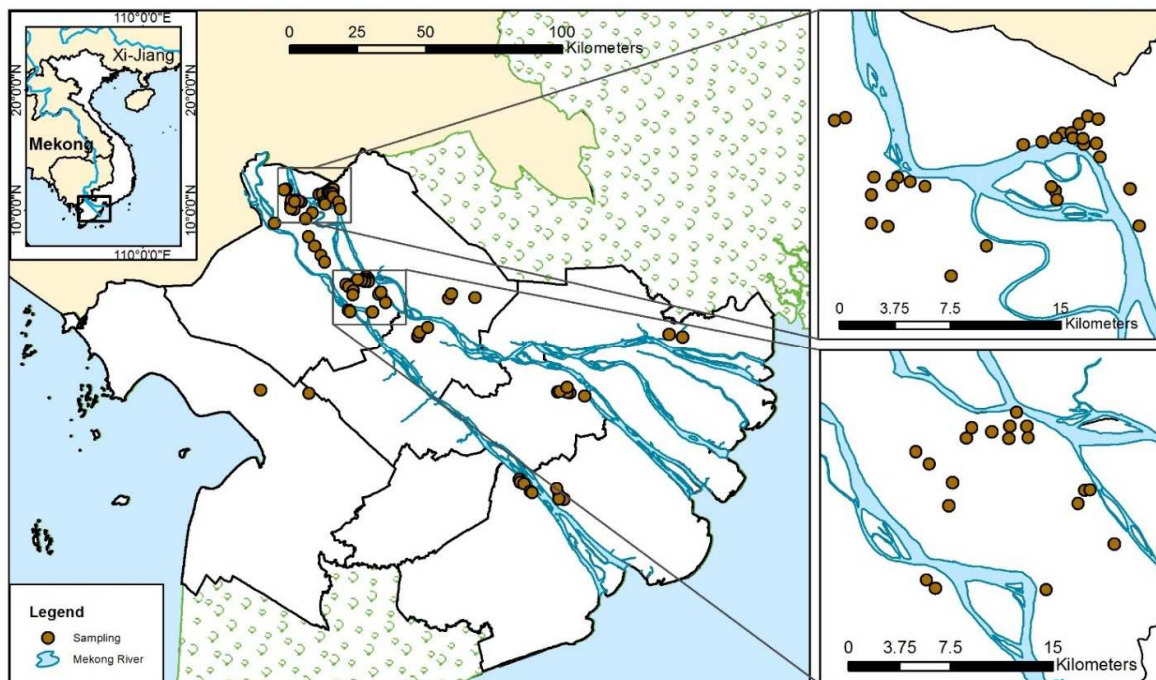 110°0'0"E
Xi-Jiang
20°0'0"N
20°0'0"N
Mekong
10°0'0"N
10°0'0"N
110°0'0"E
0 25 50 100
Kilometers
Legend
Sampling
Mekong River
0 3.75 7.5 15
Kilometers
0 3.75 7.5 15
Kilometers